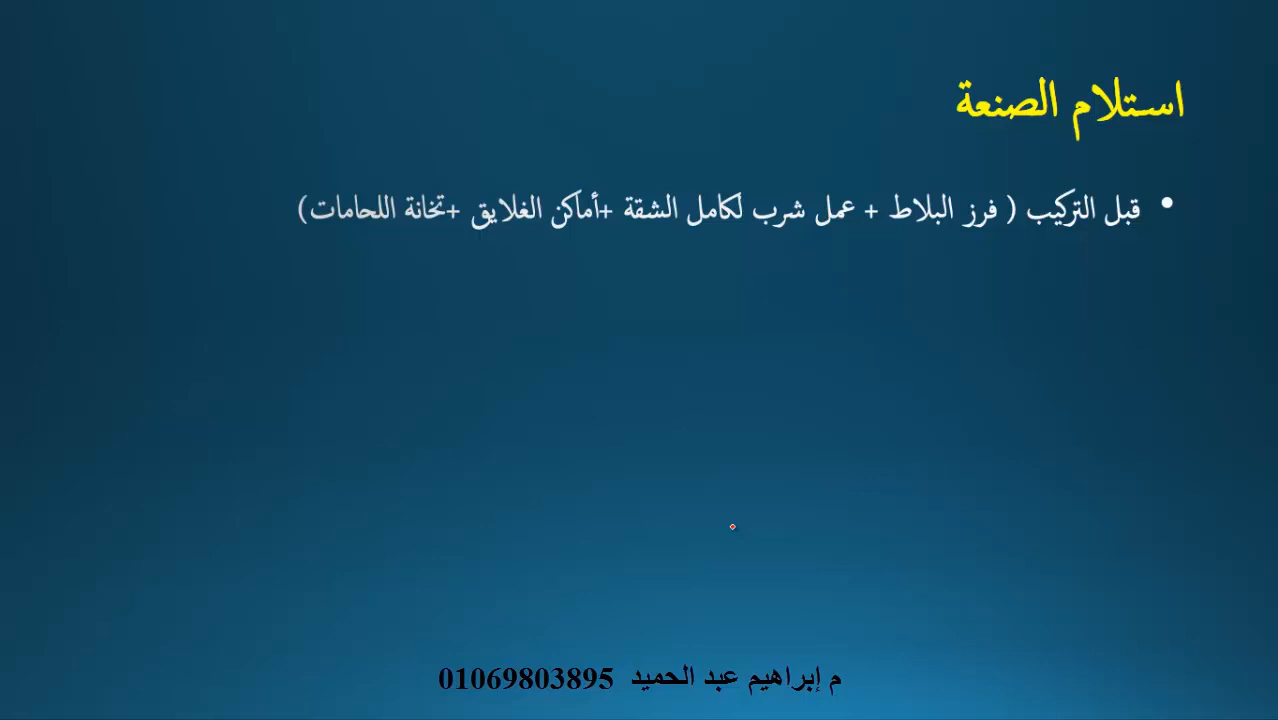 استلام الصنعة
• قبل التركيب ( فرز البلاط + عمل شرب لكامل الشقة +أماكن الغلايق +تخانة اللحامات)
م إبراهيم عبد الحميد 01069803895